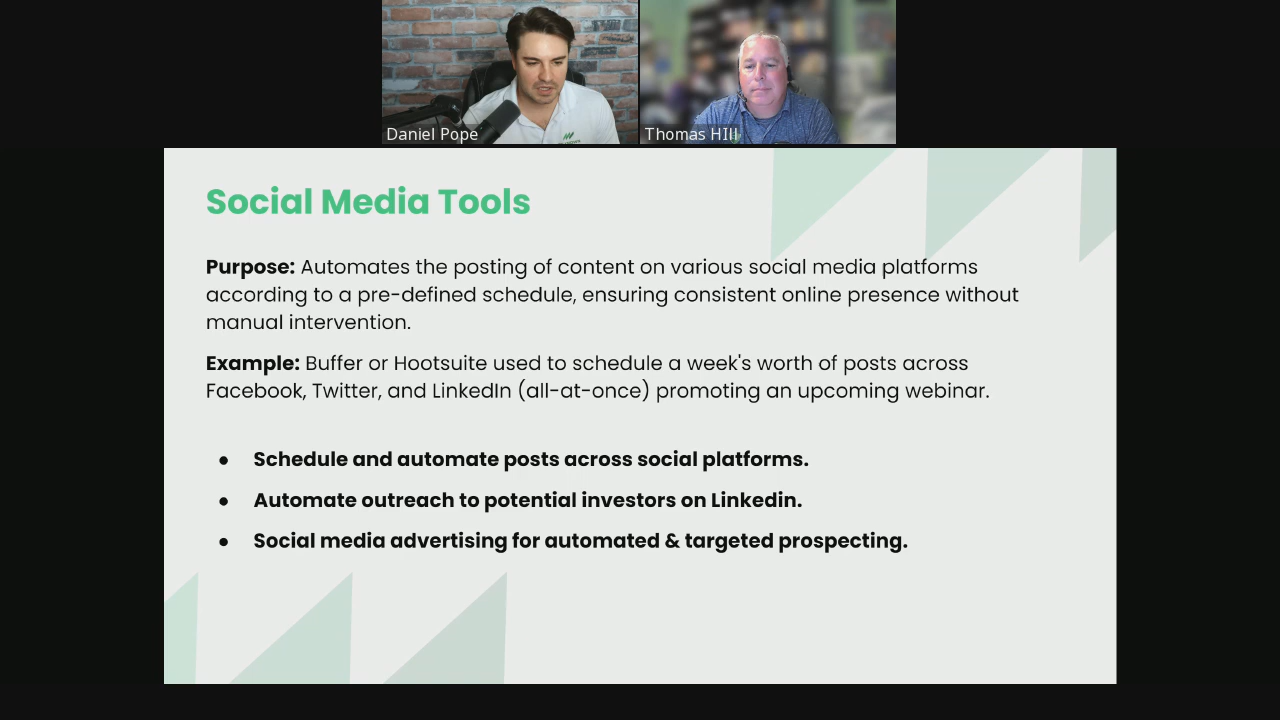 Daniel Pope
Thomas HIll
Social Media Tools
Purpose: Automates the posting of content on various social media platforms
according to a pre-defined schedule, ensuring consistent online presence without
manual intervention.
Example: Buffer or Hootsuite used to schedule a week's worth of posts across
Facebook, Twitter, and LinkedIn (all-at-once) promoting an upcoming webinar.
● Schedule and automate posts across social platforms.
● Automate outreach to potential investors on Linkedin.
● Social media advertising for automated & targeted prospecting.